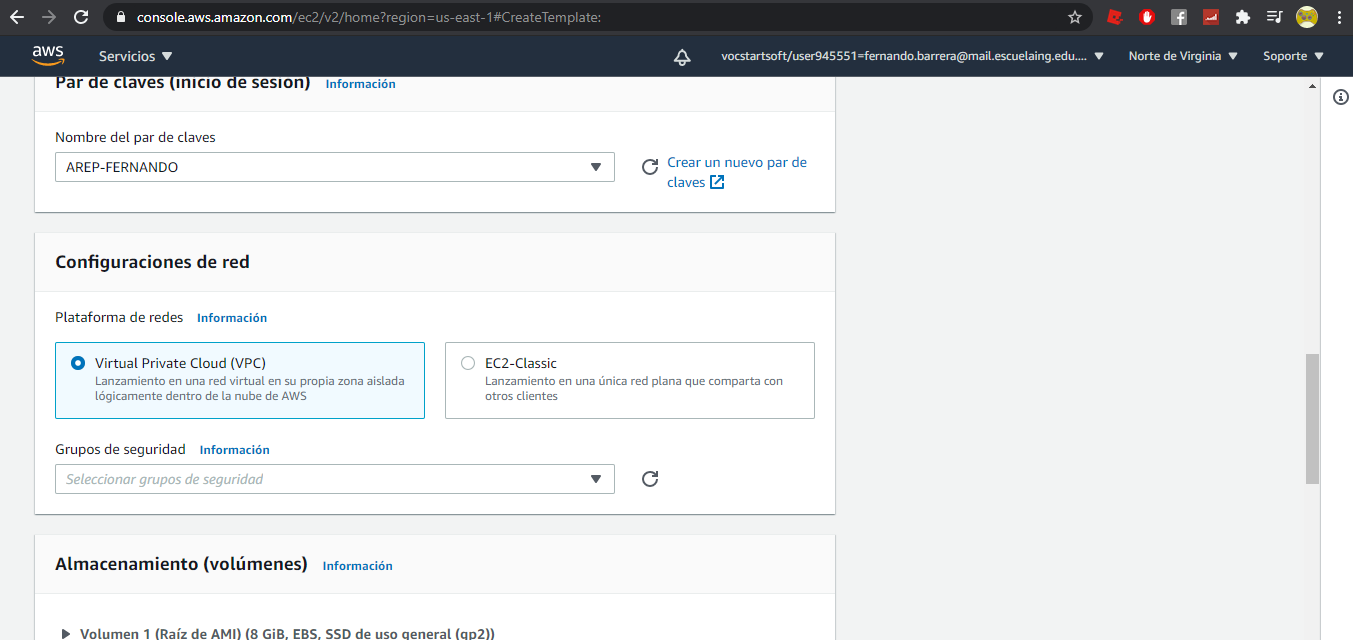 console.aws.amazon.com/ec2/v2/home?region=us-east-1#CreateTemplate:
aws
Servicios
vocstartsoft/user945551=fernando.barrera@mail.escuelaing.edu....
Norte de Virginia
Soporte
Par de claves (inicio de sesión) Información
Nombre del par de claves
AREP-FERNANDO
Crear un nuevo par de
claves
Configuraciones de red
Plataforma de redes Información
Virtual Private Cloud (VPC)
Lanzamiento en una red virtual en su propia zona aislada
lógicamente dentro de la nube de AWS
EC2-Classic
Lanzamiento en una única red plana que comparta con
otros clientes
Grupos de seguridad Información
Seleccionar grupos de seguridad
Almacenamiento (volúmenes) Información
Volumen 1 (Raíz de AMI) (8 GiB, EBS, SSD de uso general (gp2))